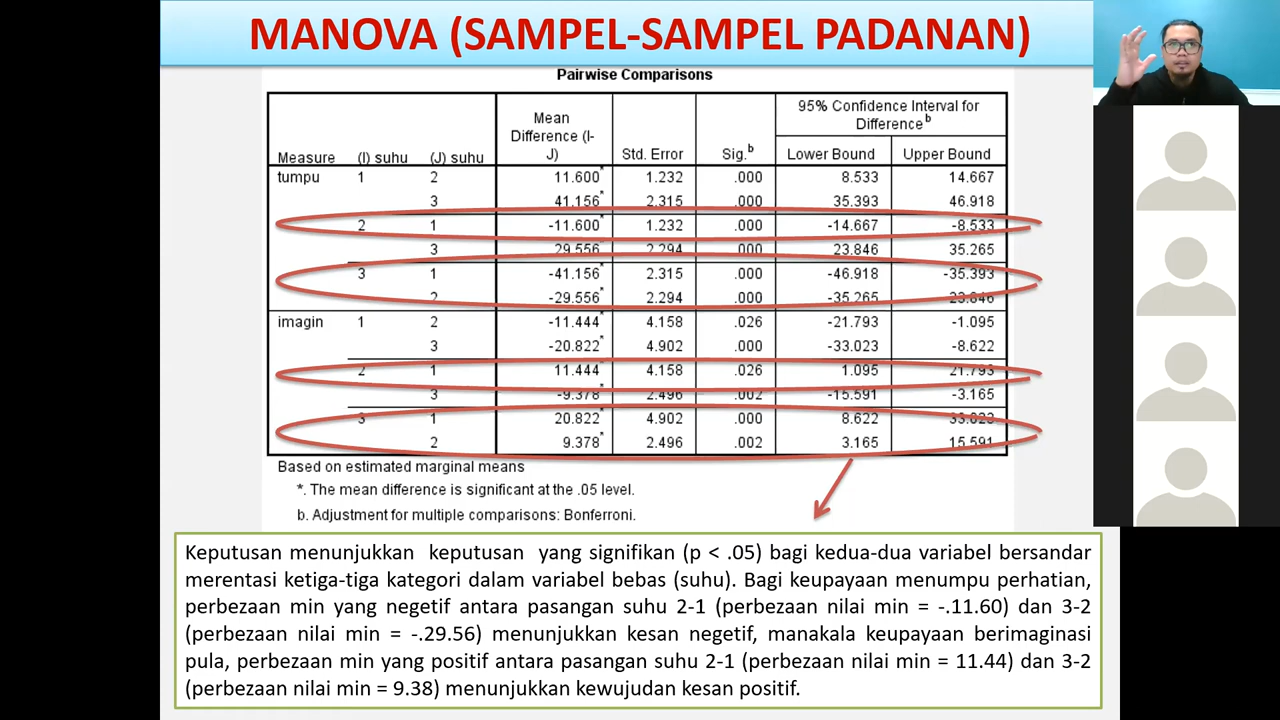 MANOVA (SAMPEL-SAMPEL PADANAN)
Pairwise Comparisons
Measure (I) suhu (J) suhu Mean Difference (I-J) Std. Error Sig.b 95% Confidence Interval for Difference b
Lower Bound Upper Bound
tumpu 1 2 11.600* 1.232 .000 8.533 14.667
3 41.156* 2.315 .000 35.393 46.918
2 1 -11.600* 1.232 .000 -14.667 -8.533
3 29.556* 2.294 .000 23.846 35.265
3 1 -41.156* 2.315 .000 -46.918 -35.393
2 -29.556* 2.294 .000 -35.265 -23.846
imagin 1 2 -11.444* 4.158 .026 -21.793 -1.095
3 -20.822* 4.902 .000 -33.023 -8.622
2 1 11.444* 4.158 .026 1.095 21.793
3 -9.378* 2.496 .002 -15.591 -3.165
3 1 20.822* 4.902 .000 8.622 33.023
2 9.378* 2.496 .002 3.165 15.591
Based on estimated marginal means
*. The mean difference is significant at the .05 level.
b. Adjustment for multiple comparisons: Bonferroni.
Keputusan menunjukkan keputusan yang signifikan (p < .05) bagi kedua-dua variabel bersandar
merentasi ketiga-tiga kategori dalam variabel bebas (suhu). Bagi keupayaan menumpu perhatian,
perbezaan min yang negetif antara pasangan suhu 2-1 (perbezaan nilai min = -.11.60) dan 3-2
(perbezaan nilai min = -.29.56) menunjukkan kesan negetif, manakala keupayaan berimaginasi
pula, perbezaan min yang positif antara pasangan suhu 2-1 (perbezaan nilai min = 11.44) dan 3-2
(perbezaan nilai min = 9.38) menunjukkan kewujudan kesan positif.